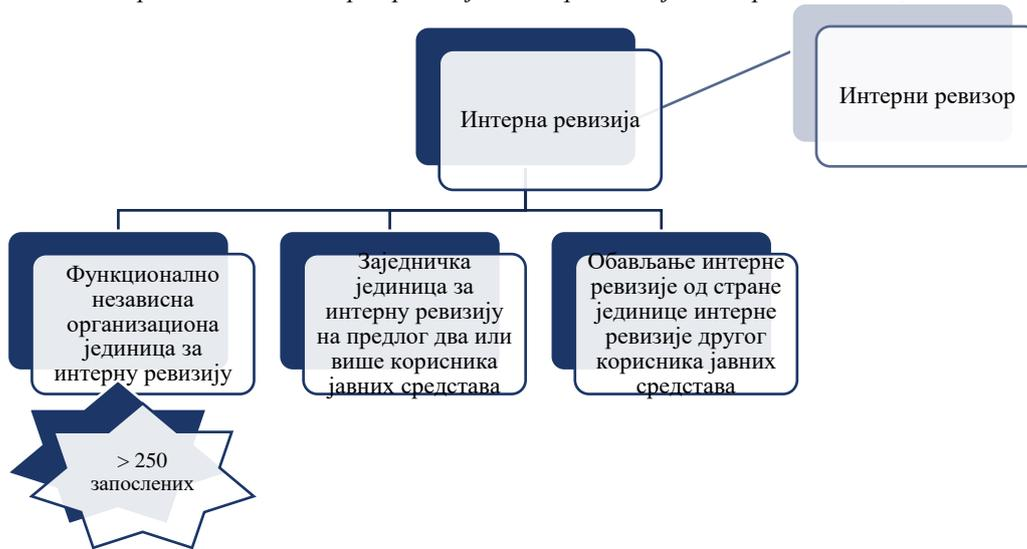 Интерна ревизија
Интерни ревизор
Функционално
независна
организациона
јединица за
интерну ревизију
Заједничка
јединица за
интерну ревизију
на предлог два или
више корисника
јавних средстава
Обављање интерне
ревизије од стране
јединице интерне
ревизије другог
корисника јавних
средстава
> 250
запослених